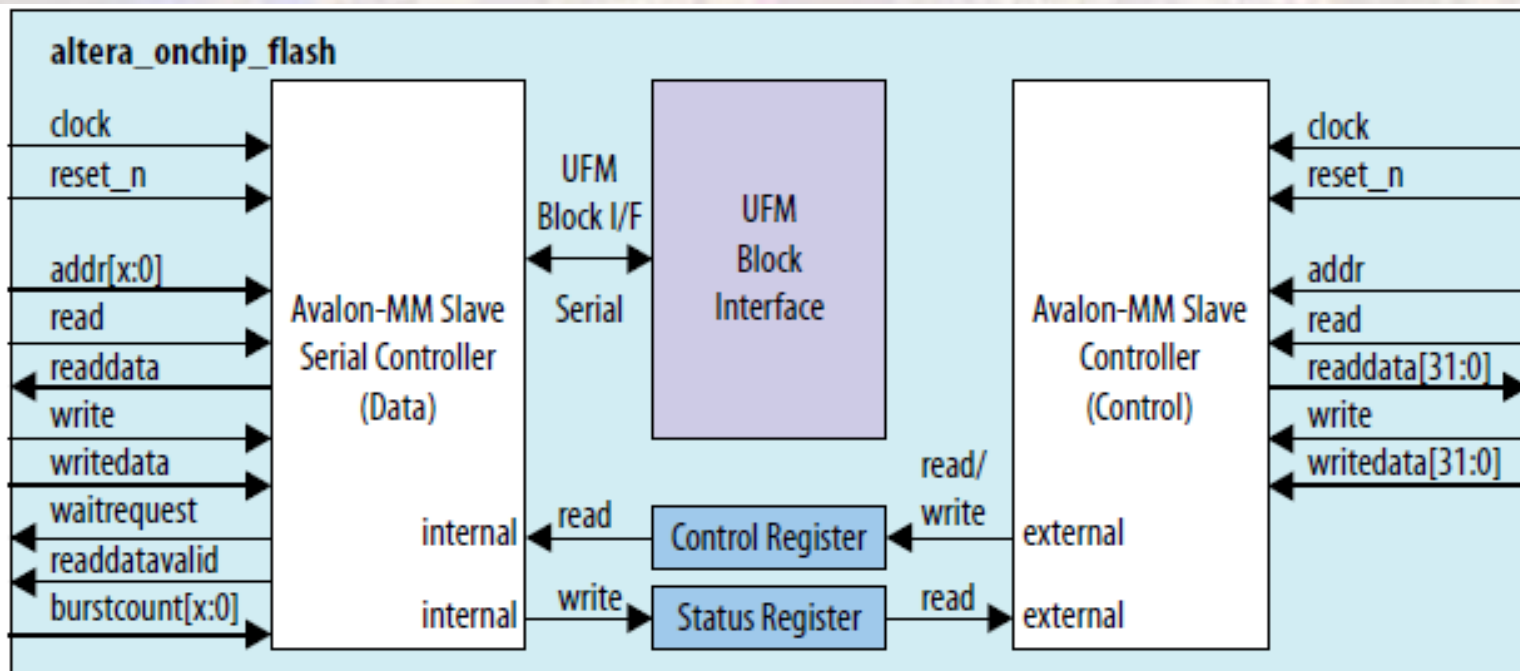 altera_onchip_flash
clock
reset_n
addr[x:0]
read
readdata
write
writedata
waitrequest
readdatavalid
burstcount[x:0]
Avalon-MM Slave
Serial Controller
(Data)
internal
internal
UFM
Block I/F
Serial
UFM
Block
Interface
read
Control Register
read/
write
write
Status Register
read
Avalon-MM Slave
Controller
(Control)
external
external
clock
reset_n
addr
read
readdata[31:0]
write
writedata[31:0]